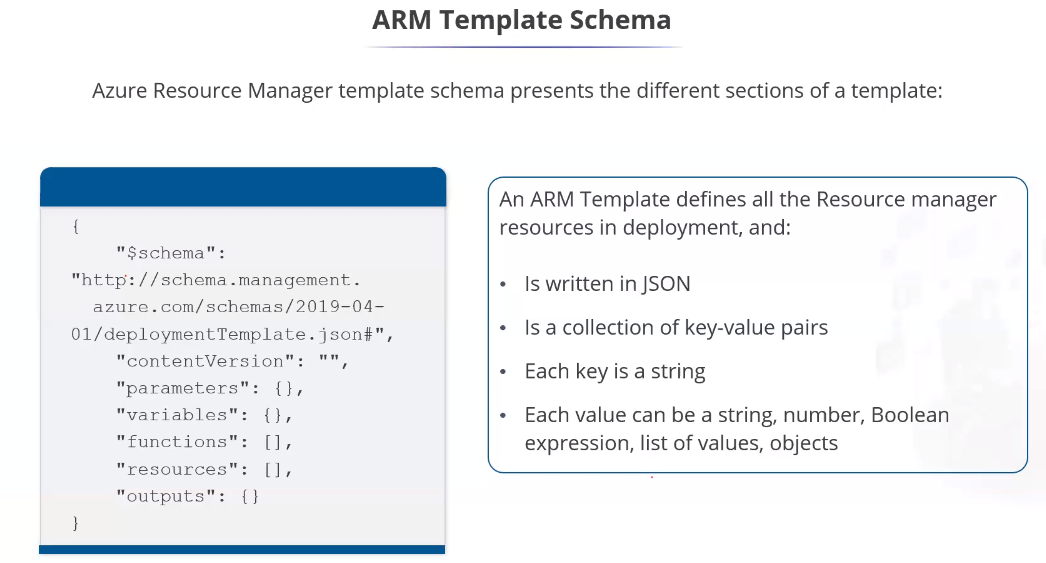 ARM Template Schema
Azure Resource Manager template schema presents the different sections of a template:
{
"$schema":
"http://schema.management.
azure.com/schemas/2019-04-
01/deploymentTemplate.json#",
"contentVersion": "",
"parameters": {},
"variables": {},
"functions": [],
"resources": [],
"outputs": {}
}
An ARM Template defines all the Resource manager
resources in deployment, and:
• Is written in JSON
• Is a collection of key-value pairs
• Each key is a string
• Each value can be a string, number, Boolean
expression, list of values, objects